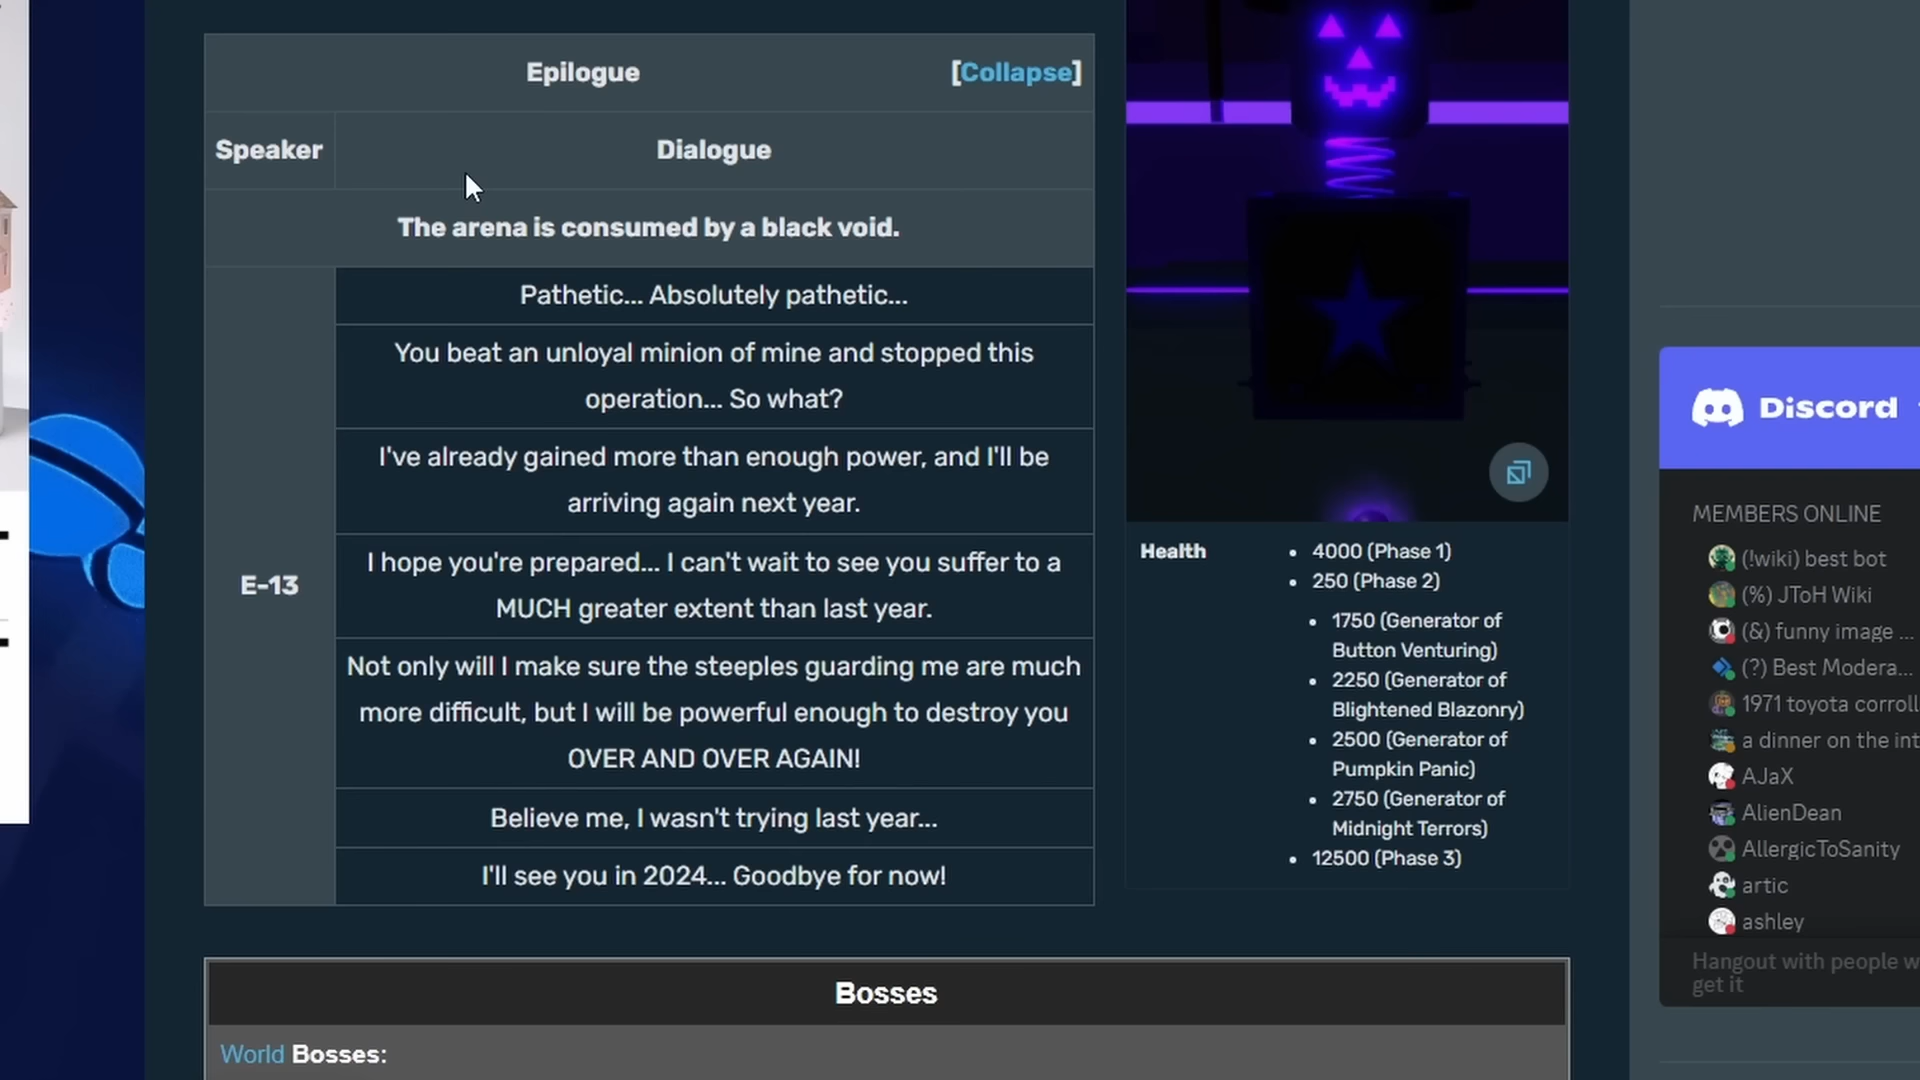 Epilogue [Collapse]
Speaker Dialogue
The arena is consumed by a black void.
E-13
Pathetic... Absolutely pathetic...
You beat an unloyal minion of mine and stopped this
operation... So what?
I've already gained more than enough power, and I'll be
arriving again next year.
I hope you're prepared... I can't wait to see you suffer to a
MUCH greater extent than last year.
Not only will I make sure the steeples guarding me are much
more difficult, but I will be powerful enough to destroy you
OVER AND OVER AGAIN!
Believe me, I wasn't trying last year...
I'll see you in 2024... Goodbye for now!
Health
4000 (Phase 1)
250 (Phase 2)
1750 (Generator of
Button Venturing)
2250 (Generator of
Blightened Blazonry)
2500 (Generator of
Pumpkin Panic)
2750 (Generator of
Midnight Terrors)
12500 (Phase 3)
Bosses
World Bosses:
Discord
MEMBERS ONLINE
(!wiki) best bot
(%) JToH Wiki
(&) funny image ...
(?) Best Modera...
1971 toyota corroll
a dinner on the int
AJaX
AlienDean
AllergicToSanity
artic
ashley
Hangout with people w
get it